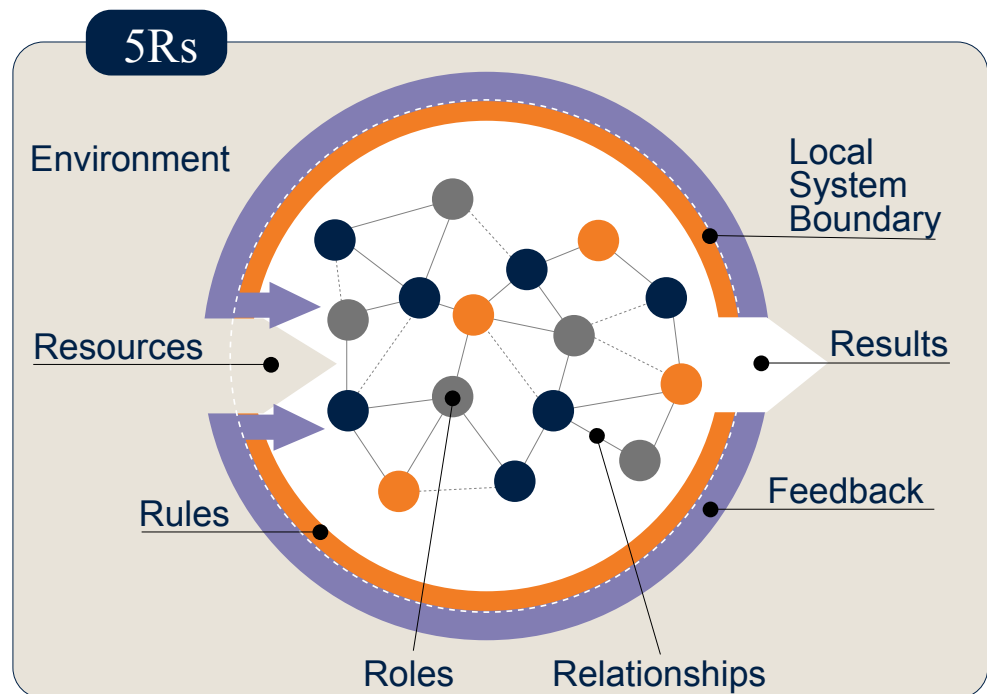 5Rs
Environment
Local
System
Boundary
Resources
Results
Rules
Feedback
Roles
Relationships